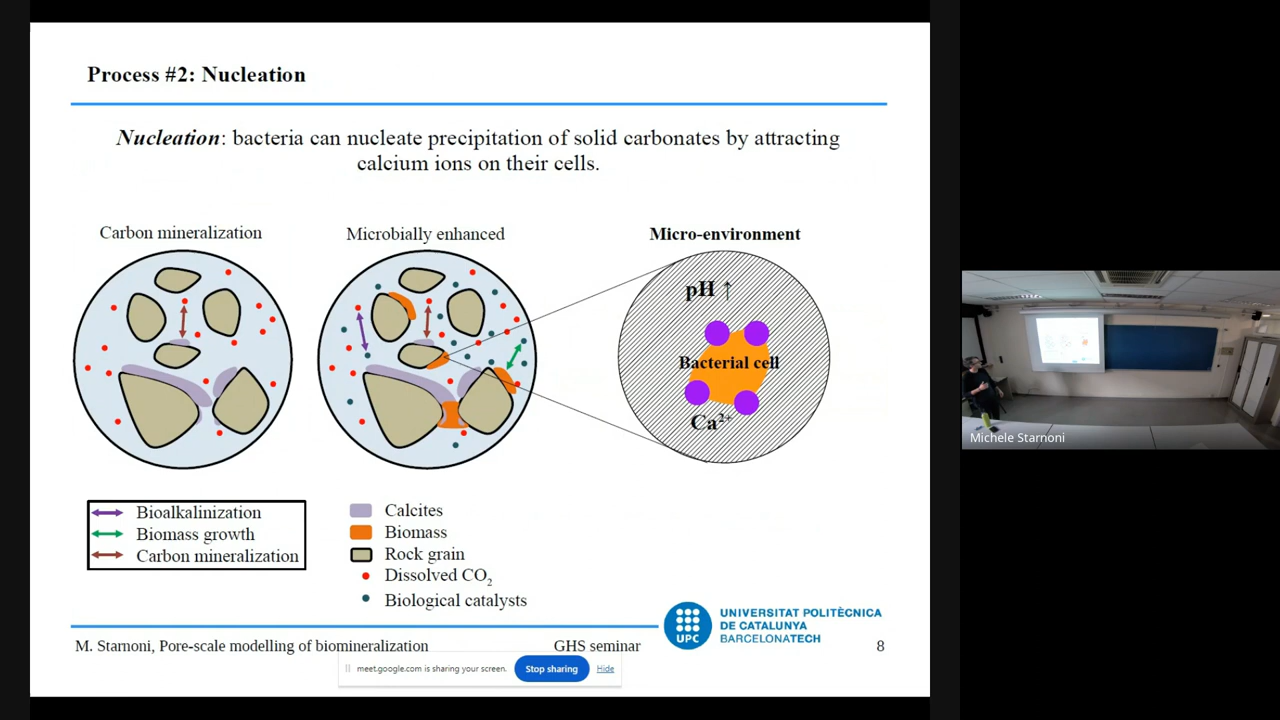 Process #2: Nucleation
Nucleation: bacteria can nucleate precipitation of solid carbonates by attracting
calcium ions on their cells.
Carbon mineralization
Microbially enhanced
Micro-environment
pH ↑
Bacterial cell
Ca²⁺
Bioalkalinization
Biomass growth
Carbon mineralization
Calcites
Biomass
Rock grain
Dissolved CO₂
Biological catalysts
UPC
UNIVERSITAT POLITÈCNICA
DE CATALUNYA
BARCELONATECH
M. Starnoni, Pore-scale modelling of biomineralization
GHS seminar
8
meet.google.com is sharing your screen.
Stop sharing
Hide
Michele Starnoni